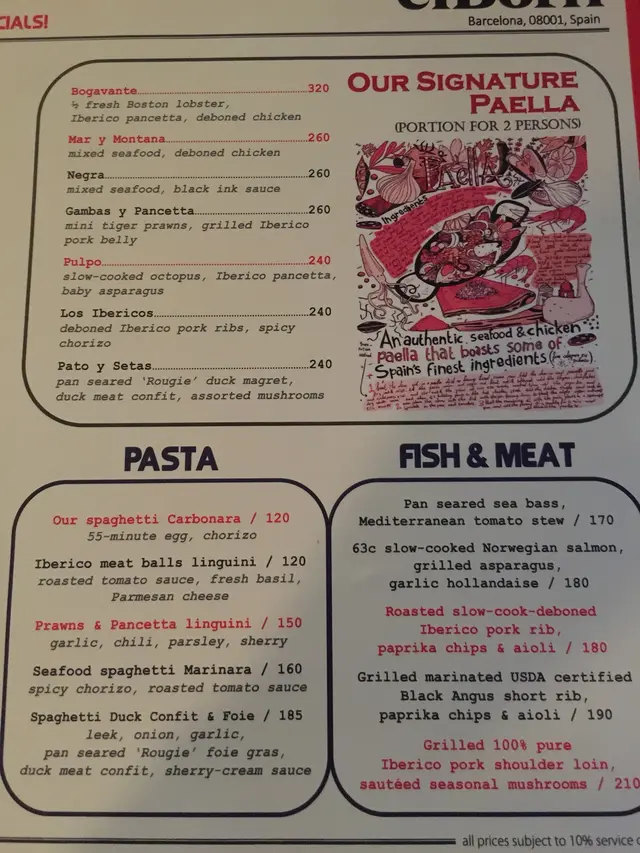 CIALS!
Barcelona, 08001, Spain
Bogavante.......320
½ fresh Boston lobster,
Iberico pancetta, deboned chicken
Mar y Montana.......260
mixed seafood, deboned chicken
Negra.......260
mixed seafood, black ink sauce
Gambas y Pancetta.......260
mini tiger prawns, grilled Iberico
pork belly
Pulpo.......240
slow-cooked octopus, Iberico pancetta,
baby asparagus
Los Ibericos.......240
deboned Iberico pork ribs, spicy
chorizo
Pato y Setas.......240
pan seared ‘Rougie’ duck magret,
duck meat confit, assorted mushrooms
OUR SIGNATURE
PAELLA
(PORTION FOR 2 PERSONS)
PAELLA
Ingredients
An authentic seafood & chicken
paella that boasts some of
Spain's finest ingredients
PASTA
Our spaghetti Carbonara / 120
55-minute egg, chorizo
Iberico meat balls linguini / 120
roasted tomato sauce, fresh basil,
Parmesan cheese
Prawns & Pancetta linguini / 150
garlic, chili, parsley, sherry
Seafood spaghetti Marinara / 160
spicy chorizo, roasted tomato sauce
Spaghetti Duck Confit & Foie / 185
leek, onion, garlic,
pan seared ‘Rougie’ foie gras,
duck meat confit, sherry-cream sauce
FISH & MEAT
Pan seared sea bass,
Mediterranean tomato stew / 170
63c slow-cooked Norwegian salmon,
grilled asparagus,
garlic hollandaise / 180
Roasted slow-cook-deboned
Iberico pork rib,
paprika chips & aioli / 180
Grilled marinated USDA certified
Black Angus short rib,
paprika chips & aioli / 190
Grilled 100% pure
Iberico pork shoulder loin,
sautéed seasonal mushrooms / 210
all prices subject to 10% service